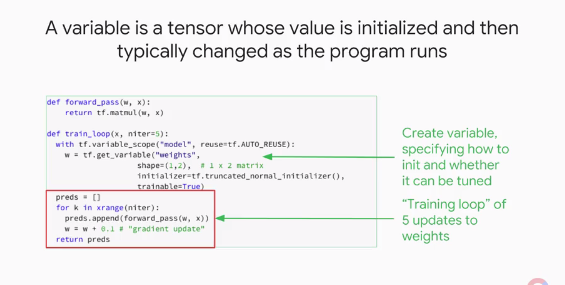 A variable is a tensor whose value is initialized and then
typically changed as the program runs
def forward_pass(w, x):
    return tf.matmul(w, x)
def train_loop(x, niter=5):
  with tf.variable_scope("model", reuse=tf.AUTO_REUSE):
    w = tf.get_variable("weights",
                        shape=(1,2),  # 1 x 2 matrix
                        initializer=tf.truncated_normal_initializer(),
                        trainable=True)
  preds = []
  for k in xrange(niter):
    preds.append(forward_pass(w, x))
    w = w + 0.1 # "gradient update"
  return preds
Create variable,
specifying how to
init and whether
it can be tuned
“Training loop” of
5 updates to
weights